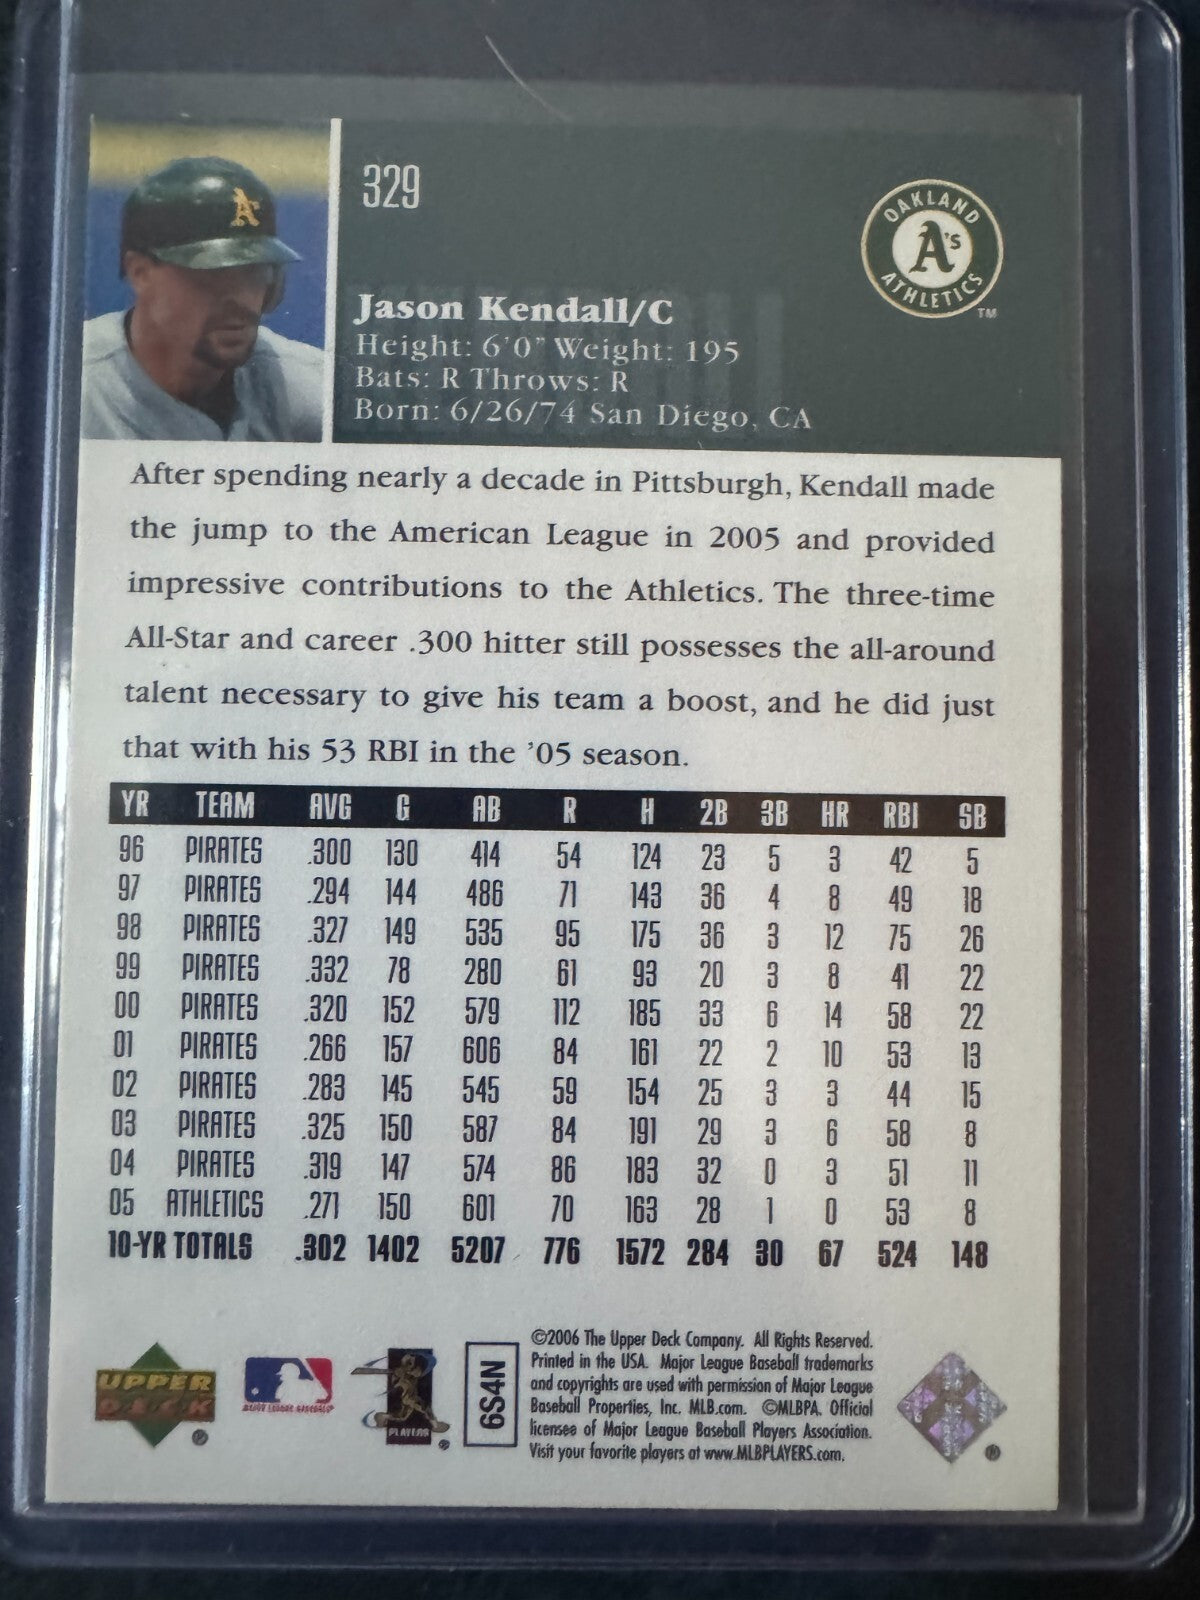 329
OAKLAND
A's
ATHLETICS
TM
Jason Kendall/C
Height: 6'0" Weight: 195
Bats: R Throws: R
Born: 6/26/74 San Diego, CA
After spending nearly a decade in Pittsburgh, Kendall made
the jump to the American League in 2005 and provided
impressive contributions to the Athletics. The three-time
All-Star and career .300 hitter still possesses the all-around
talent necessary to give his team a boost, and he did just
that with his 53 RBI in the '05 season.
YR TEAM AVG G AB R H 2B 3B HR RBI SB
96 PIRATES .300 130 414 54 124 23 5 3 42 5
97 PIRATES .294 144 486 71 143 36 4 8 49 18
98 PIRATES .327 149 535 95 175 36 3 12 75 26
99 PIRATES .332 78 280 61 93 20 3 8 41 22
00 PIRATES .320 152 579 112 185 33 6 14 58 22
01 PIRATES .266 157 606 84 161 22 2 10 53 13
02 PIRATES .283 145 545 59 154 25 3 3 44 15
03 PIRATES .325 150 587 84 191 29 3 6 58 8
04 PIRATES .319 147 574 86 183 32 0 3 51 11
05 ATHLETICS .271 150 601 70 163 28 1 0 53 8
10-YR TOTALS .302 1402 5207 776 1572 284 30 67 524 148
UPPER
DECK
®
MAJOR LEAGUE BASEBALL
PLAYERS
®
6S4N
©2006 The Upper Deck Company. All Rights Reserved.
Printed in the USA. Major League Baseball trademarks
and copyrights are used with permission of Major League
Baseball Properties, Inc. MLB.com. ©MLBPA. Official
licensee of Major League Baseball Players Association.
Visit your favorite players at www.MLBPLAYERS.com.
®